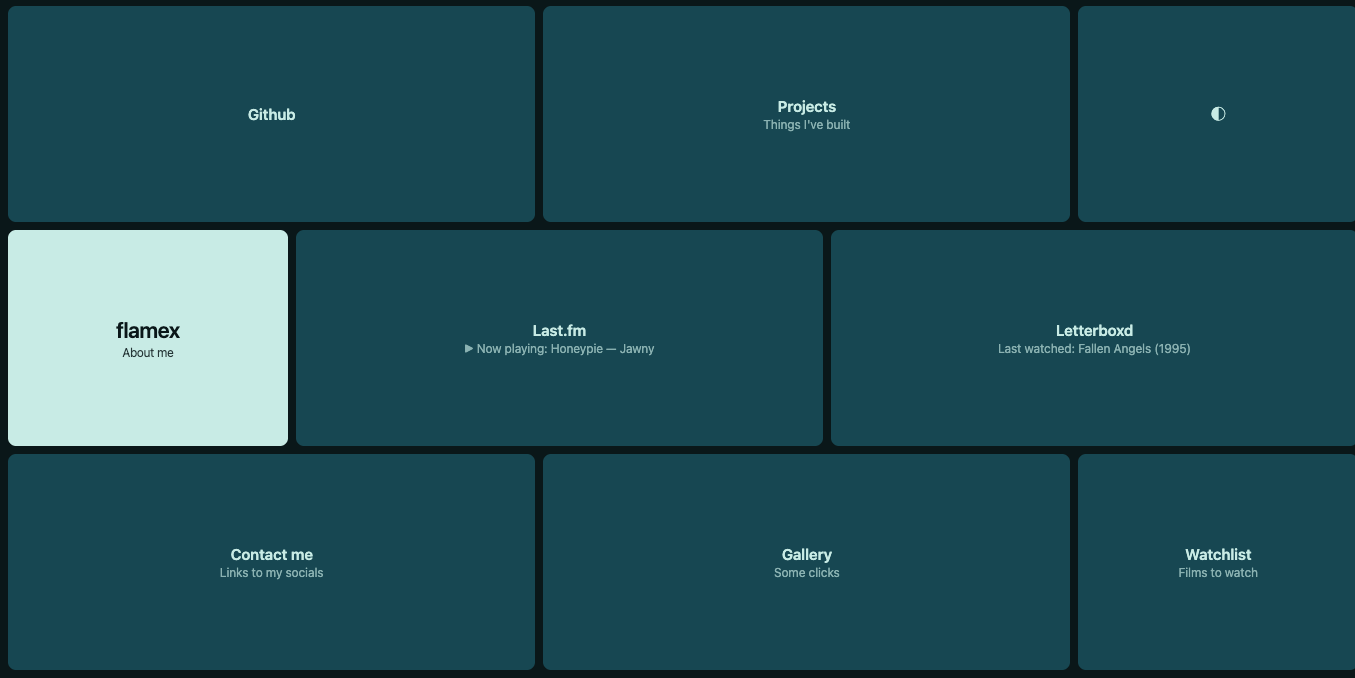 Github
Projects
Things I've built
flamex
About me
Last.fm
▶ Now playing: Honeypie — Jawny
Letterboxd
Last watched: Fallen Angels (1995)
Contact me
Links to my socials
Gallery
Some clicks
Watchlist
Films to watch